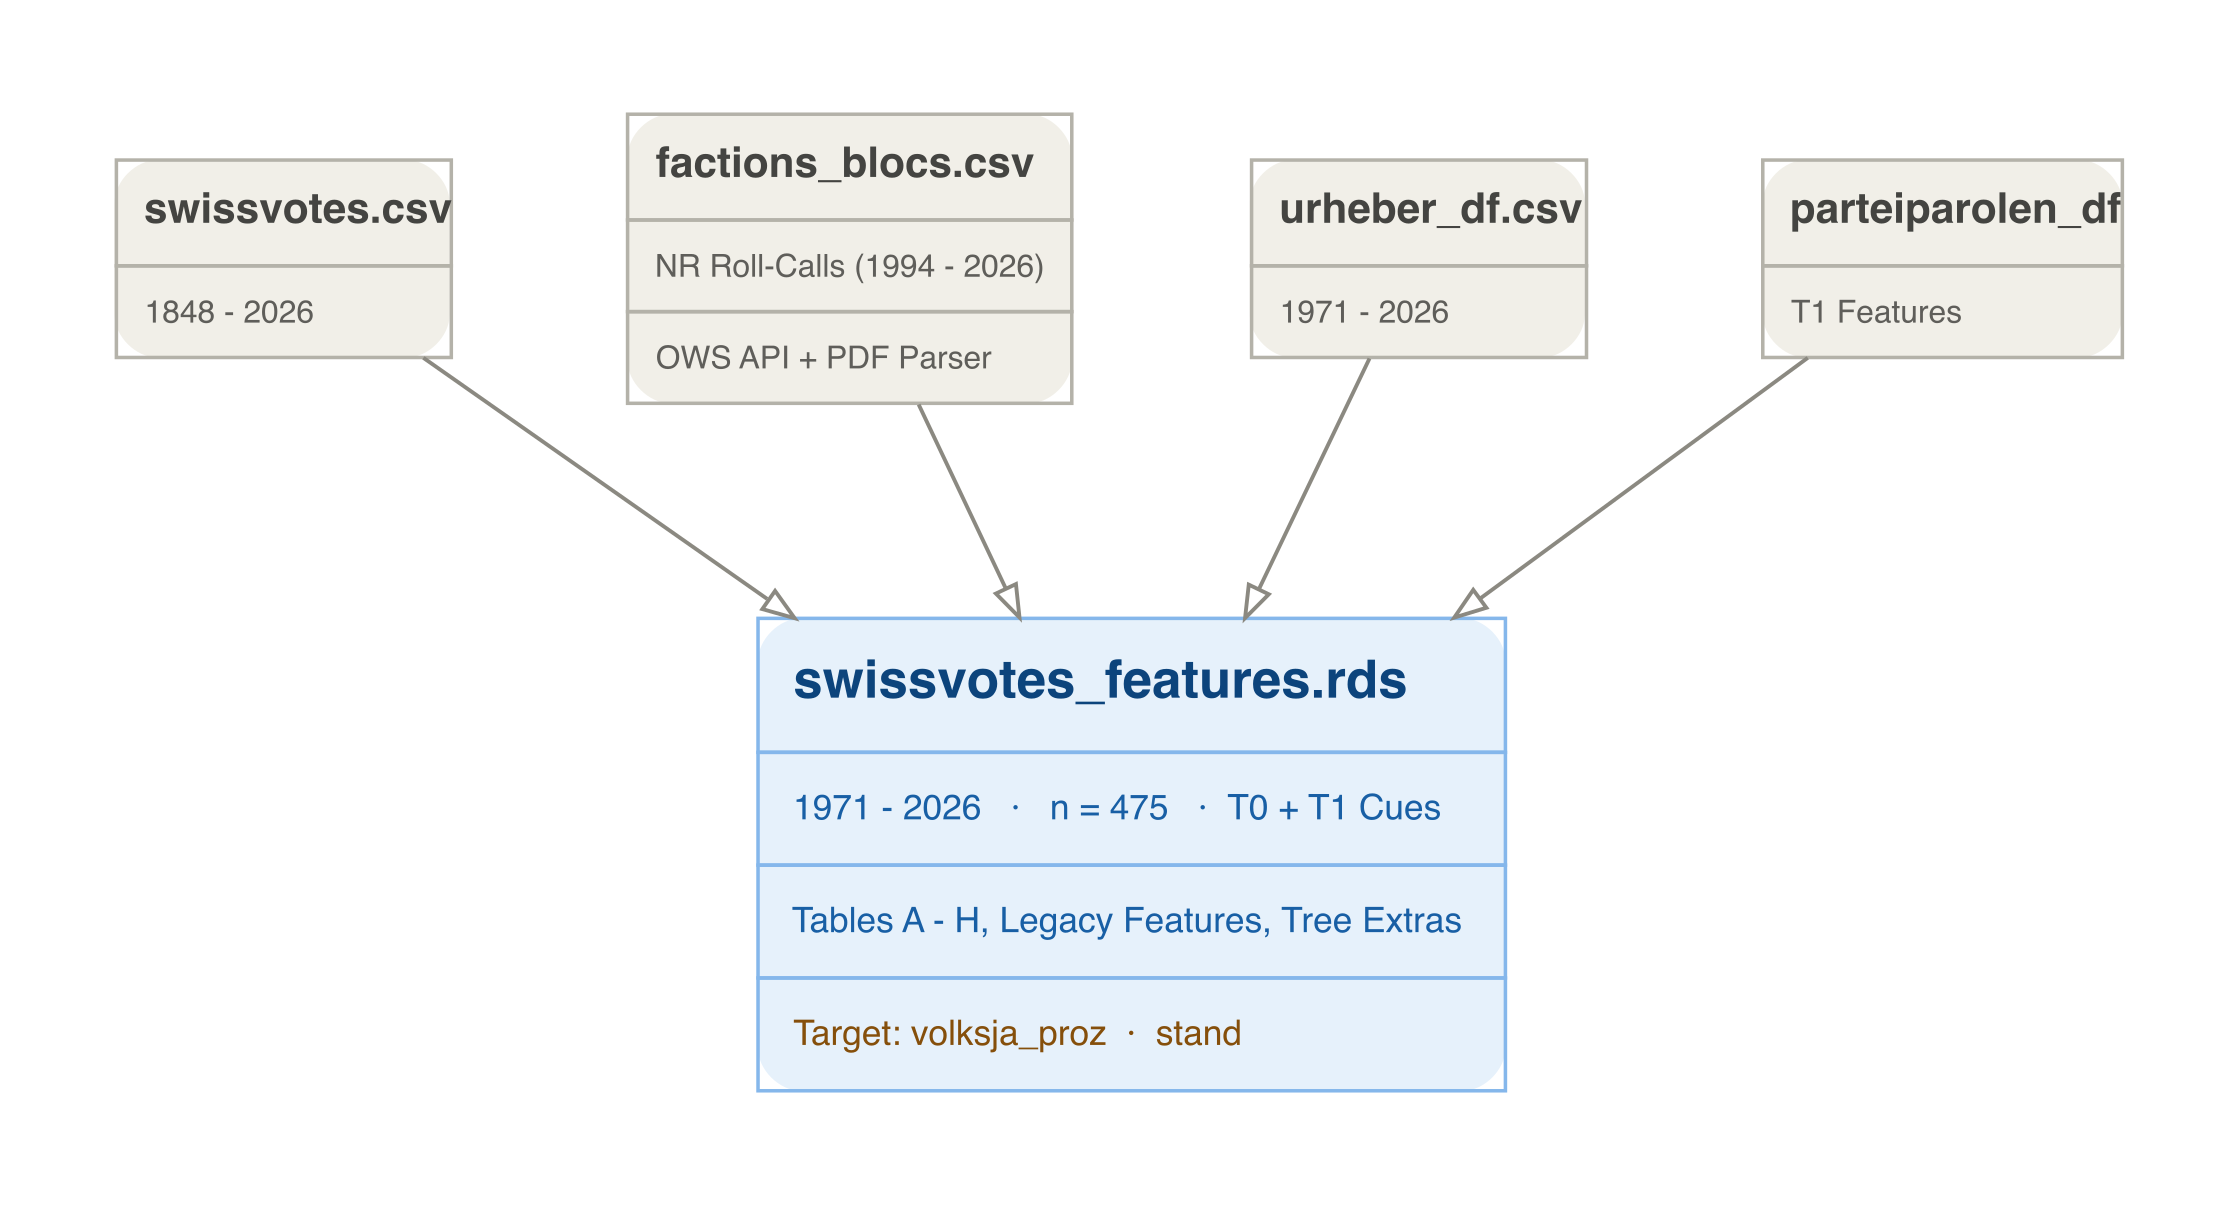 swissvotes.csv
1848 - 2026
factions_blocs.csv
NR Roll-Calls (1994 - 2026)
OWS API + PDF Parser
urheber_df.csv
1971 - 2026
parteiparolen_df
T1 Features
swissvotes_features.rds
1971 - 2026 · n = 475 · T0 + T1 Cues
Tables A - H, Legacy Features, Tree Extras
Target: volksja_proz · stand